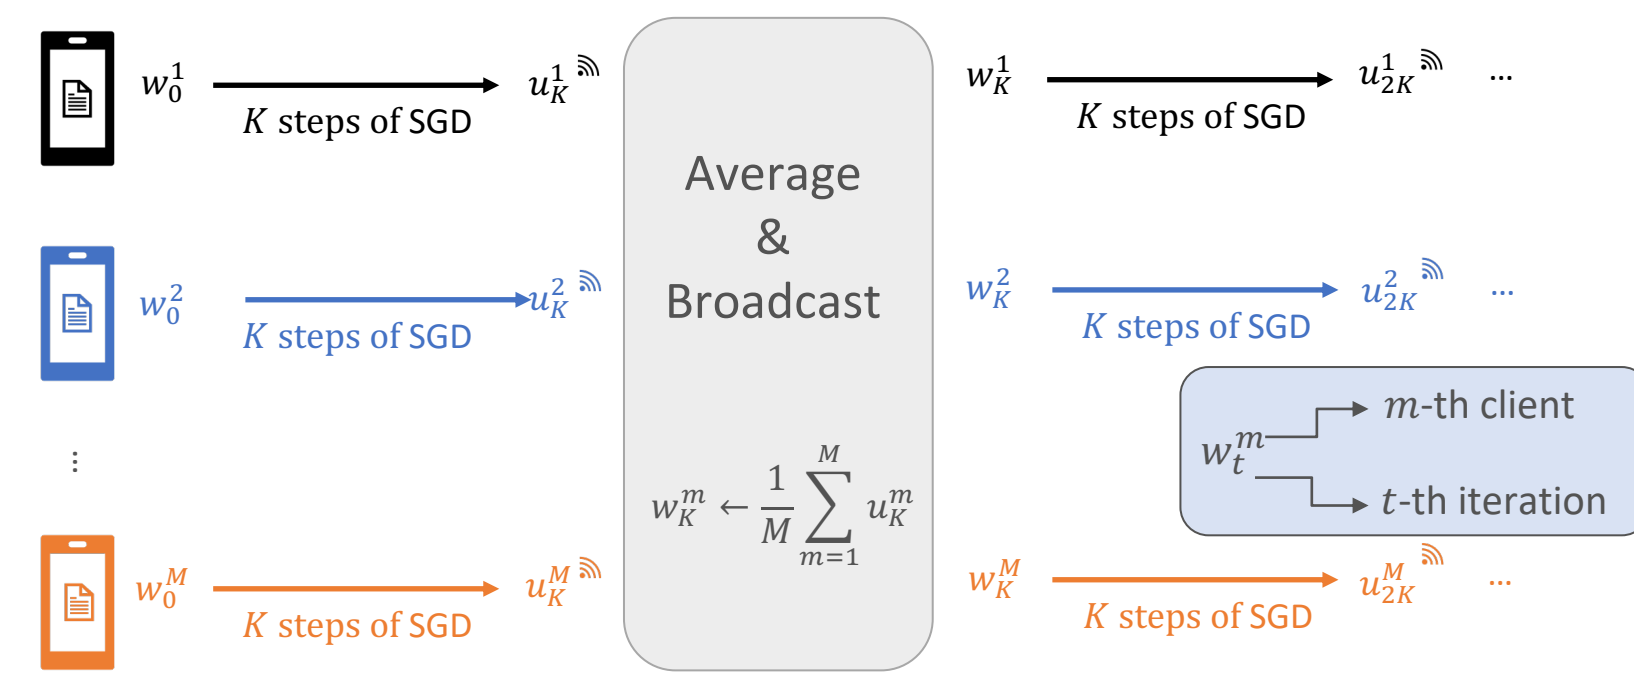 w_0^1 K steps of SGD u_K^1
w_K^1 K steps of SGD u_{2K}^1 ...
w_0^2 K steps of SGD u_K^2
w_K^2 K steps of SGD u_{2K}^2 ...
⋮
w_0^M K steps of SGD u_K^M
w_K^M K steps of SGD u_{2K}^M ...
Average
&
Broadcast
w_K^m ← \frac{1}{M} \sum_{m=1}^{M} u_K^m
w_t^m
m-th client
t-th iteration